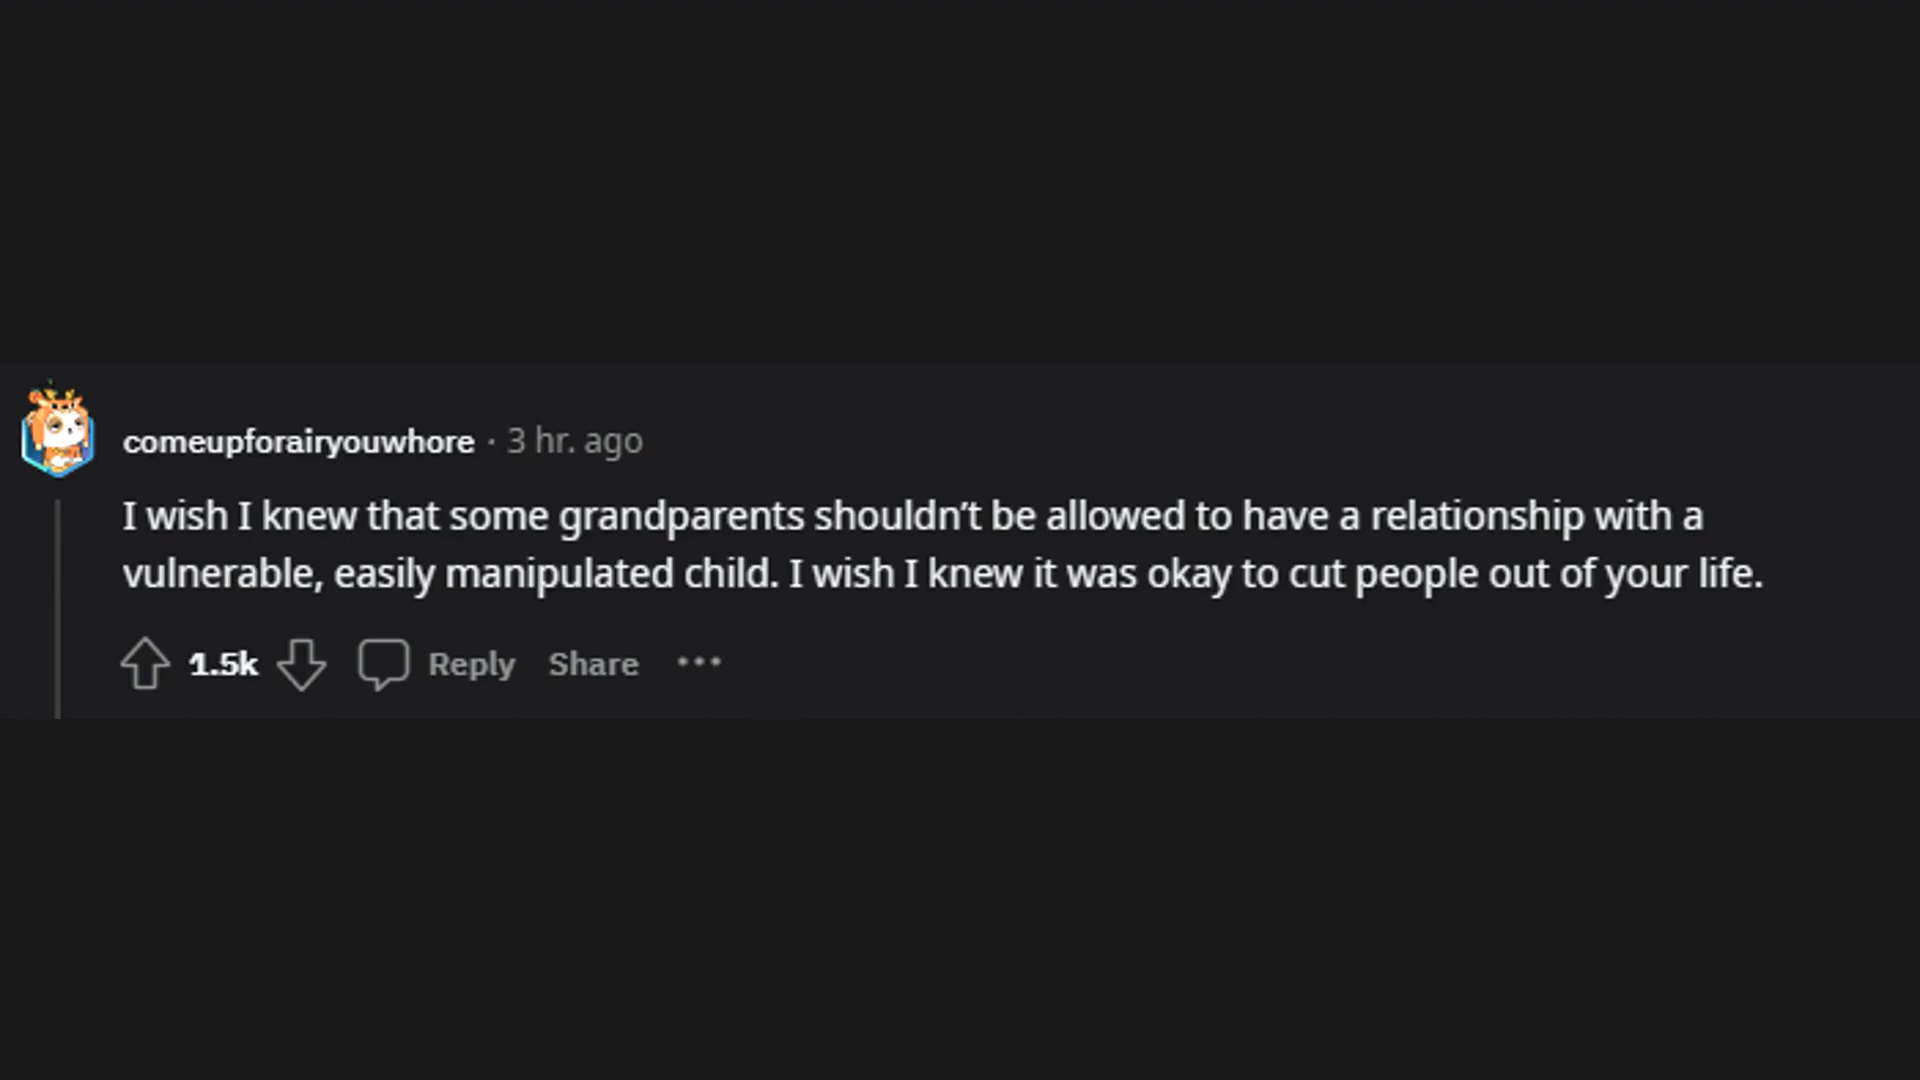 comeupforairyouwhore · 3 hr. ago
I wish I knew that some grandparents shouldn’t be allowed to have a relationship with a
vulnerable, easily manipulated child. I wish I knew it was okay to cut people out of your life.
1.5k Reply Share ···